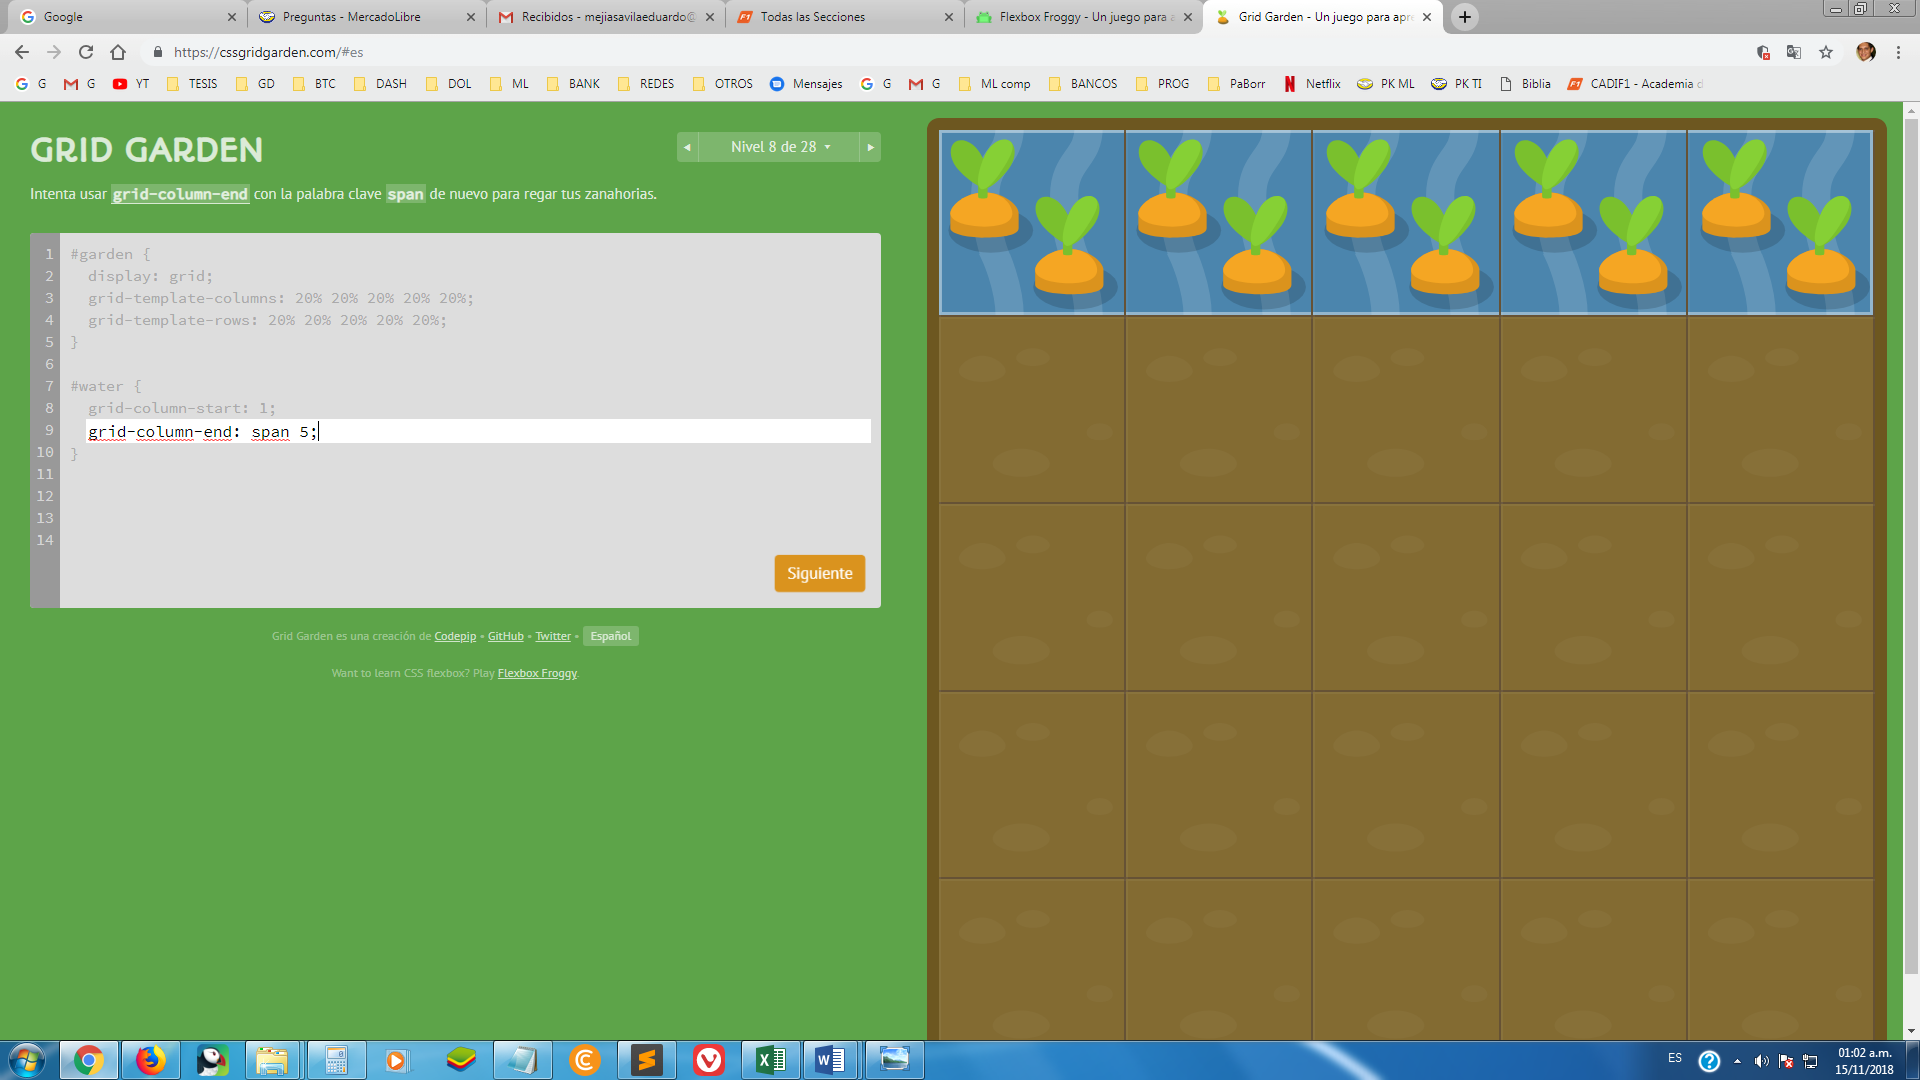 Google
Preguntas - MercadoLibre
Recibidos - mejiasavilaeduardo@
Todas las Secciones
Flexbox Froggy - Un juego para a
Grid Garden - Un juego para apre
https://cssgridgarden.com/#es
G
G
YT
TESIS
GD
BTC
DASH
DOL
ML
BANK
REDES
OTROS
Mensajes
G
G
ML comp
BANCOS
PROG
PaBorr
Netflix
PK ML
PK TI
Biblia
CADIF1 - Academia d
GRID GARDEN
Nivel 8 de 28
Intenta usar grid-column-end con la palabra clave span de nuevo para regar tus zanahorias.
1 #garden {
2 display: grid;
3 grid-template-columns: 20% 20% 20% 20% 20%;
4 grid-template-rows: 20% 20% 20% 20% 20%;
5 }
6
7 #water {
8 grid-column-start: 1;
9 grid-column-end: span 5;
10 }
11
12
13
14
Siguiente
Grid Garden es una creación de Codepip • GitHub • Twitter • Español
Want to learn CSS flexbox? Play Flexbox Froggy.
ES
01:02 a.m.
15/11/2018